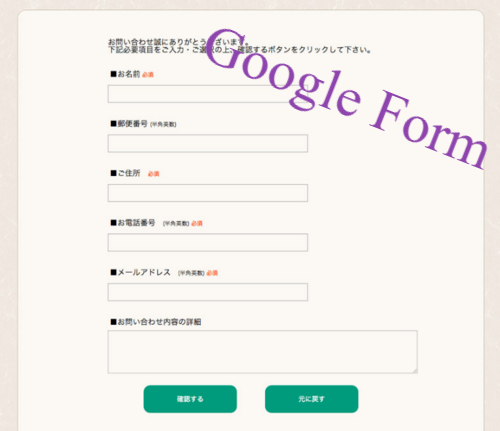 お問い合わせ誠にありがとうございます。
下記必要項目をご入力・ご選択の上、確認するボタンをクリックして下さい。
Google Form
■お名前 必須
■郵便番号 (半角英数)
■ご住所 必須
■お電話番号 (半角英数) 必須
■メールアドレス (半角英数) 必須
■お問い合わせ内容の詳細
確認する 元に戻す